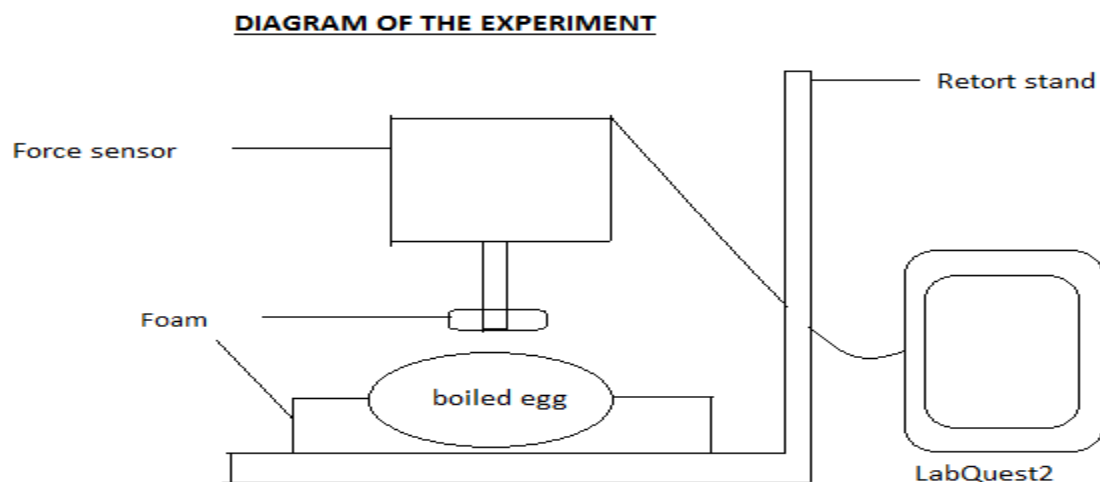 DIAGRAM OF THE EXPERIMENT
Retort stand
Force sensor
Foam
boiled egg
LabQuest2